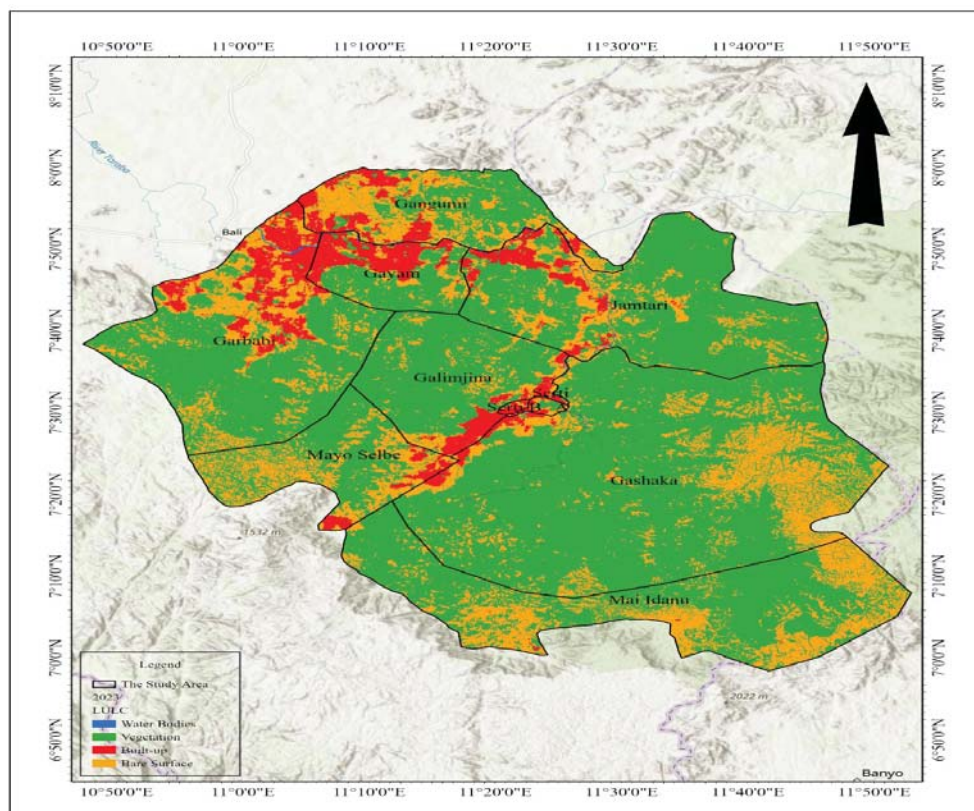 10°50'0"E 11°0'0"E 11°10'0"E 11°20'0"E 11°30'0"E 11°40'0"E 11°50'0"E
8°10'0"N 8°10'0"N
8°0'0"N 8°0'0"N
7°50'0"N 7°50'0"N
7°40'0"N 7°40'0"N
7°30'0"N 7°30'0"N
7°20'0"N 7°20'0"N
7°10'0"N 7°10'0"N
7°0'0"N 7°0'0"N
6°50'0"N 6°50'0"N
River Taraba
Bali
Gangumi
Gayam
Jamtari
Garbabi
Galimjina
Serti
Serti B
Mayo Selbe
Gashaka
1532 m
Mai Idanu
2022 m
Banyo
Legend
The Study Area
2023
LULC
Water Bodies
Vegetation
Built-up
Bare Surface
10°50'0"E 11°0'0"E 11°10'0"E 11°20'0"E 11°30'0"E 11°40'0"E 11°50'0"E